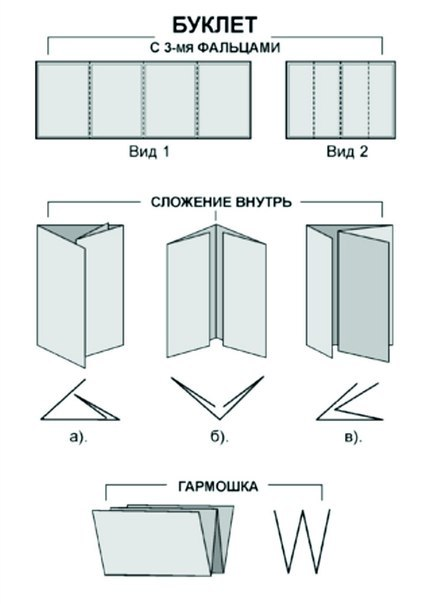 БУКЛЕТ
С 3-мя ФАЛЬЦАМИ
Вид 1
Вид 2
СЛОЖЕНИЕ ВНУТРЬ
а).
б).
в).
ГАРМОШКА